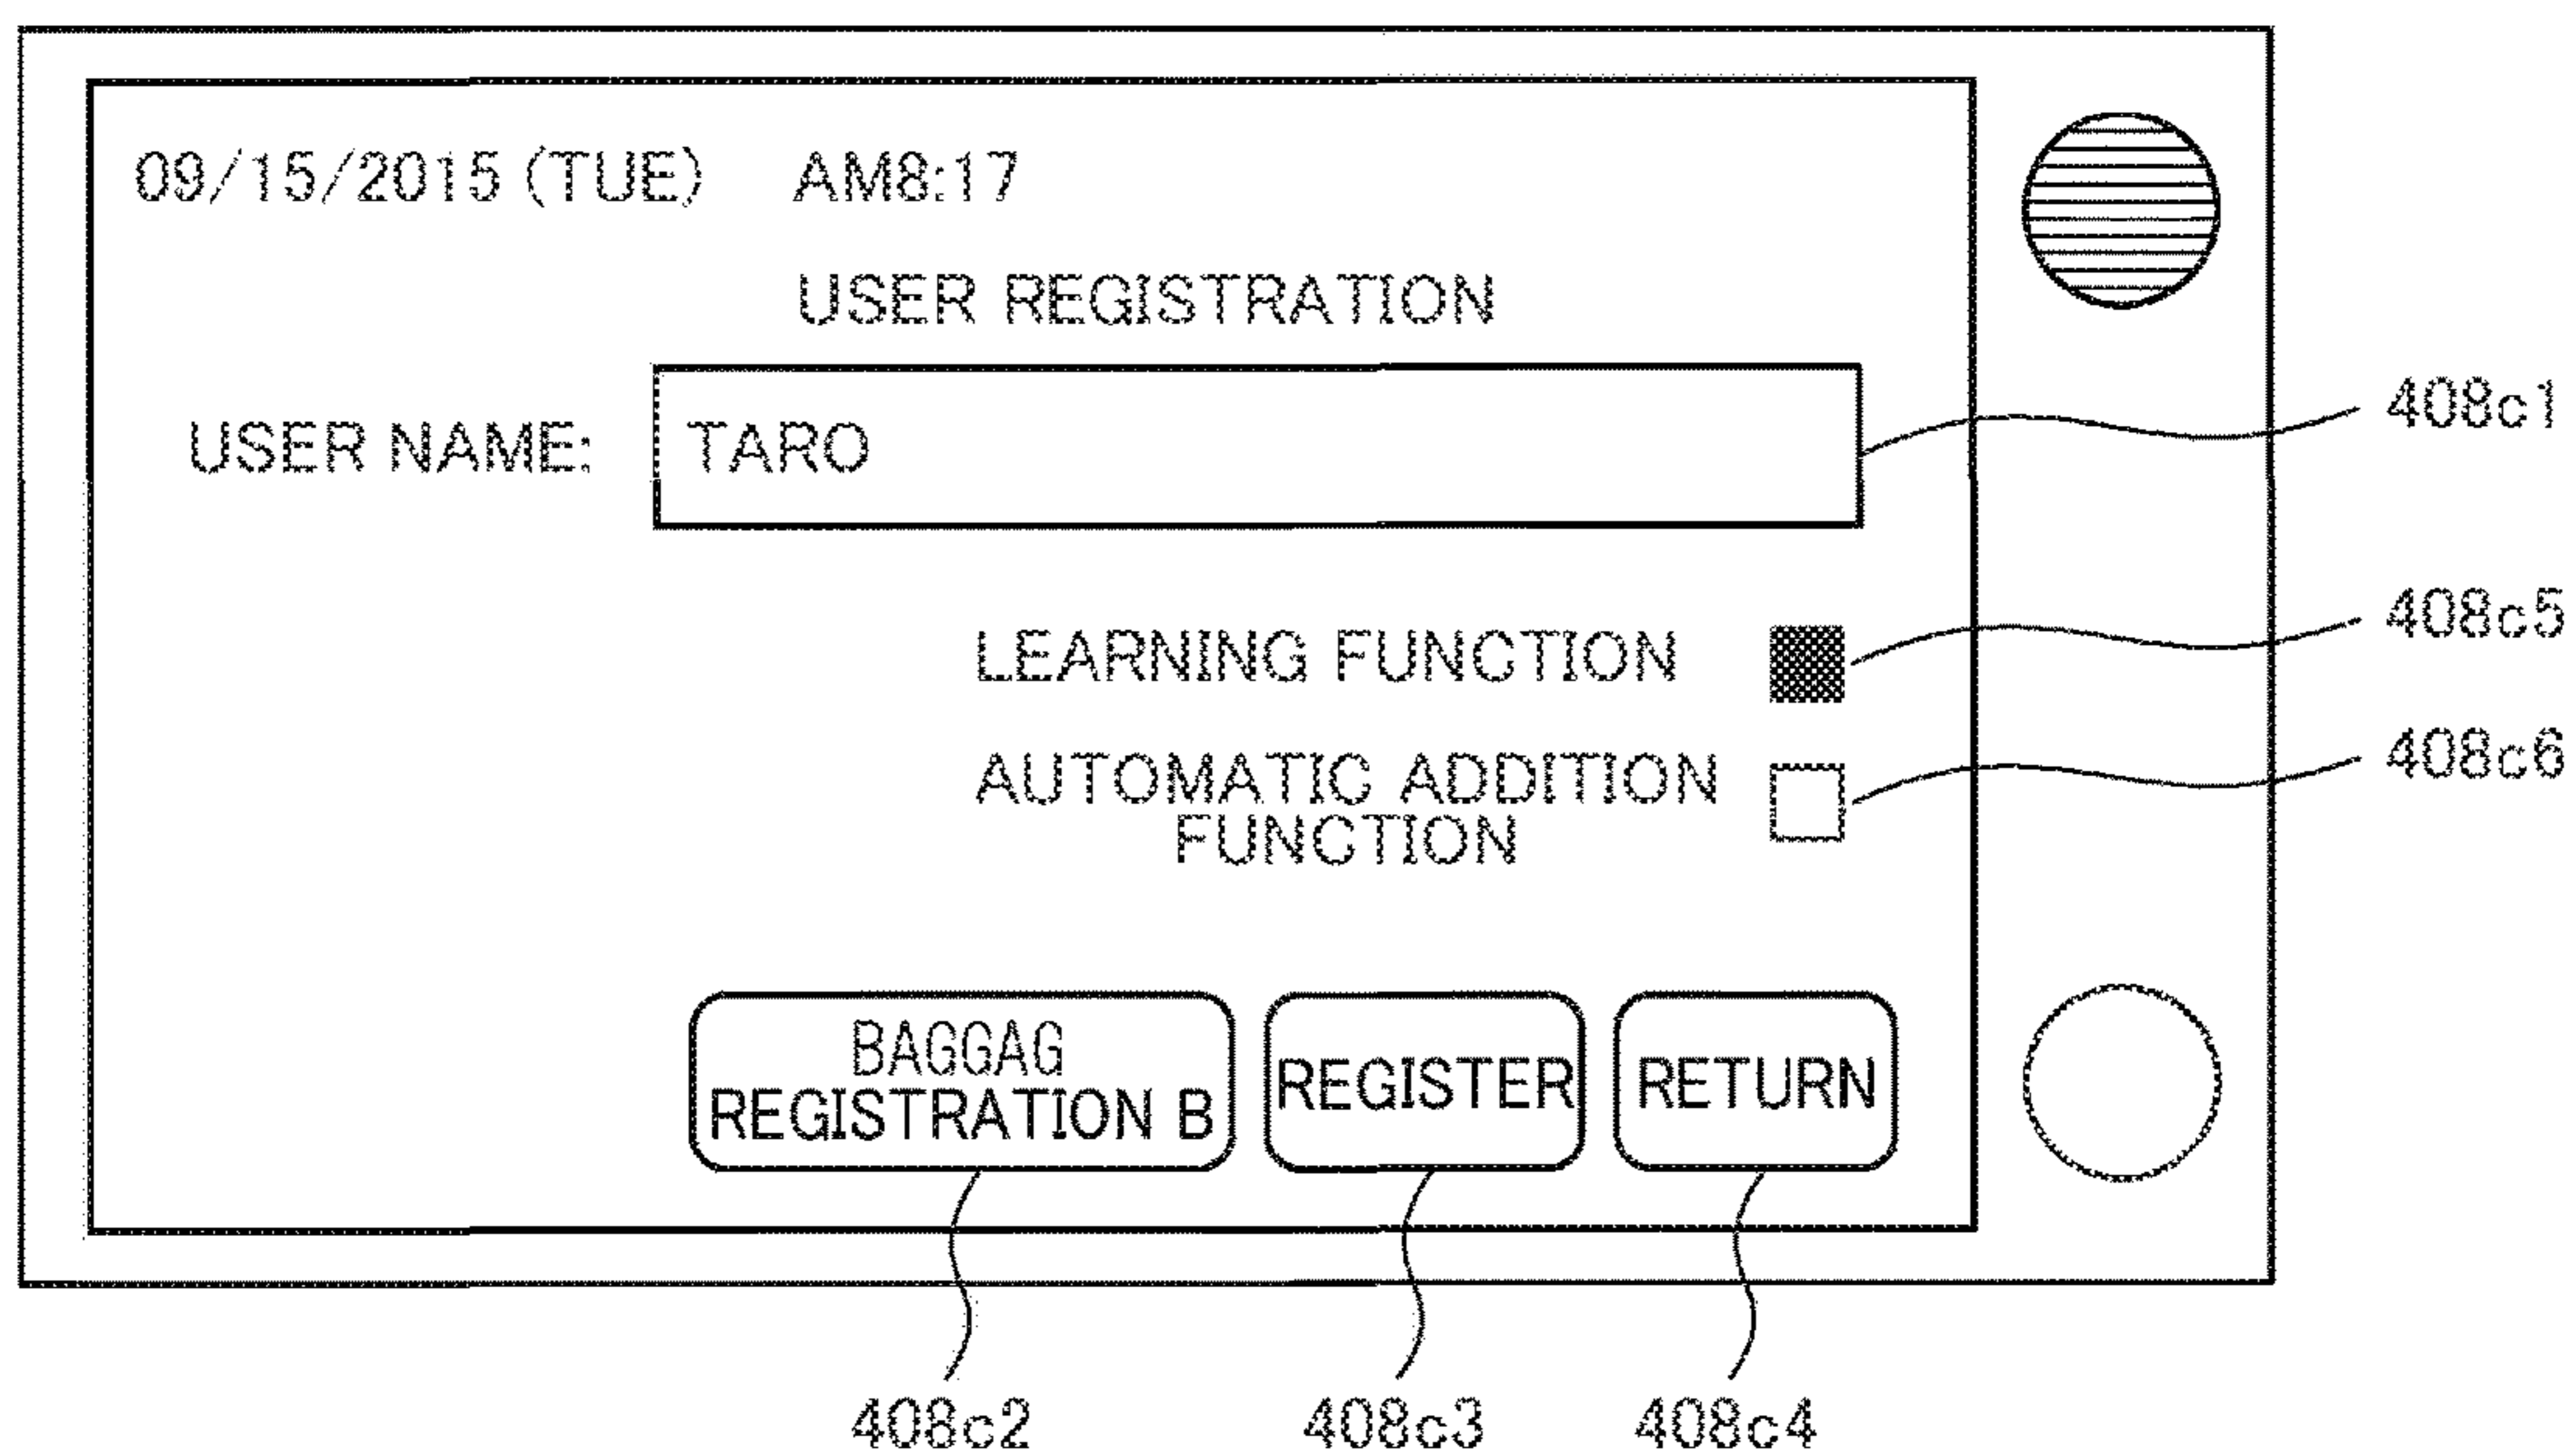 09/15/2015 (TUE) AM8:17
USER REGISTRATION
USER NAME: TARO
408c1
LEARNING FUNCTION
408c5
AUTOMATIC ADDITION
FUNCTION
408c6
BAGGAG
REGISTRATION B
REGISTER
RETURN
408c2
408c3
408c4